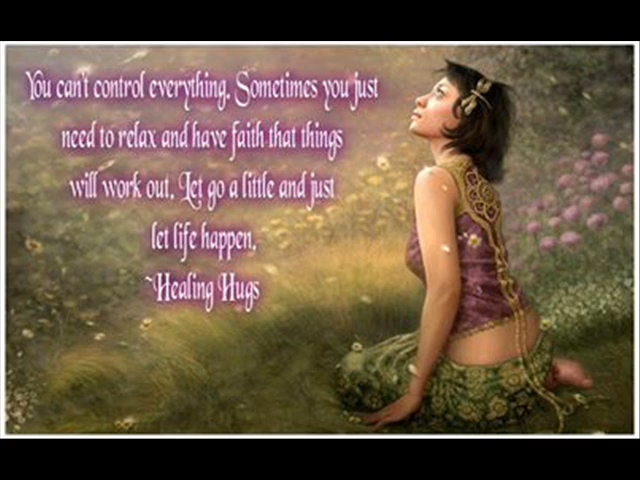 You can't control everything. Sometimes you just
need to relax and have faith that things
will work out. Let go a little and just
let life happen.
~Healing Hugs